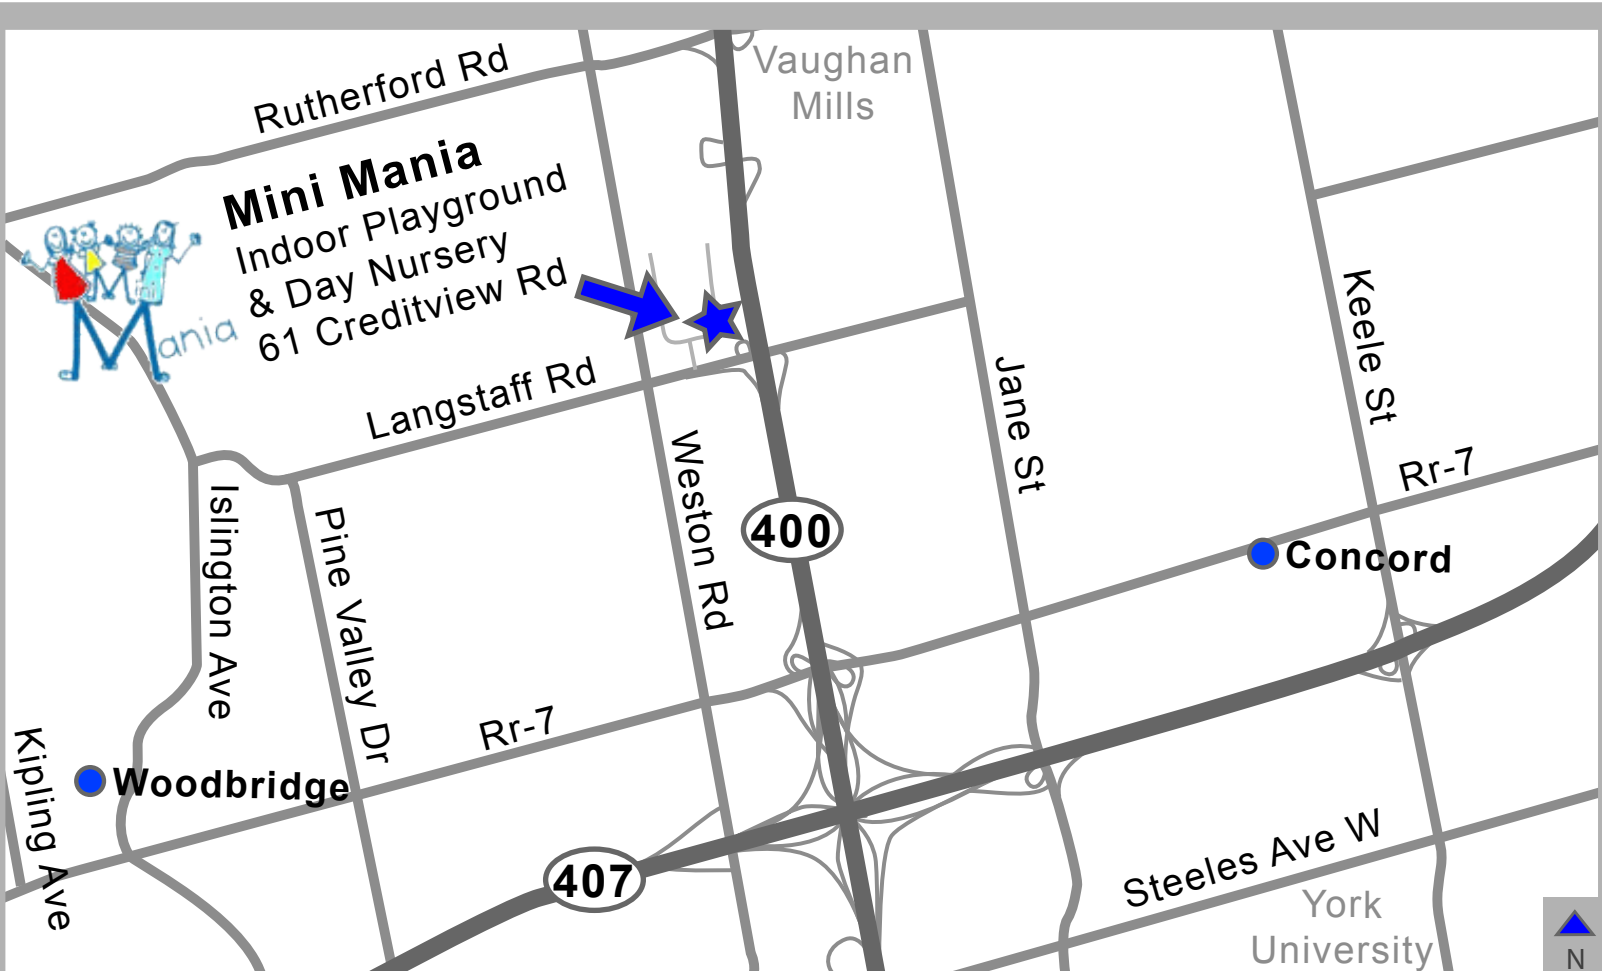 Rutherford Rd
Vaughan
Mills
Mini Mania
Indoor Playground
& Day Nursery
61 Creditview Rd
Mania
Langstaff Rd
Keele St
Jane St
Weston Rd
Rr-7
400
Concord
Islington Ave
Pine Valley Dr
Rr-7
Kipling Ave
Woodbridge
407
Steeles Ave W
York
University
N